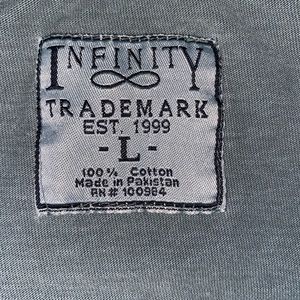 INFINITY
TRADEMARK
EST. 1999
- L -
100% Cotton
Made in Pakistan
RN# 100984